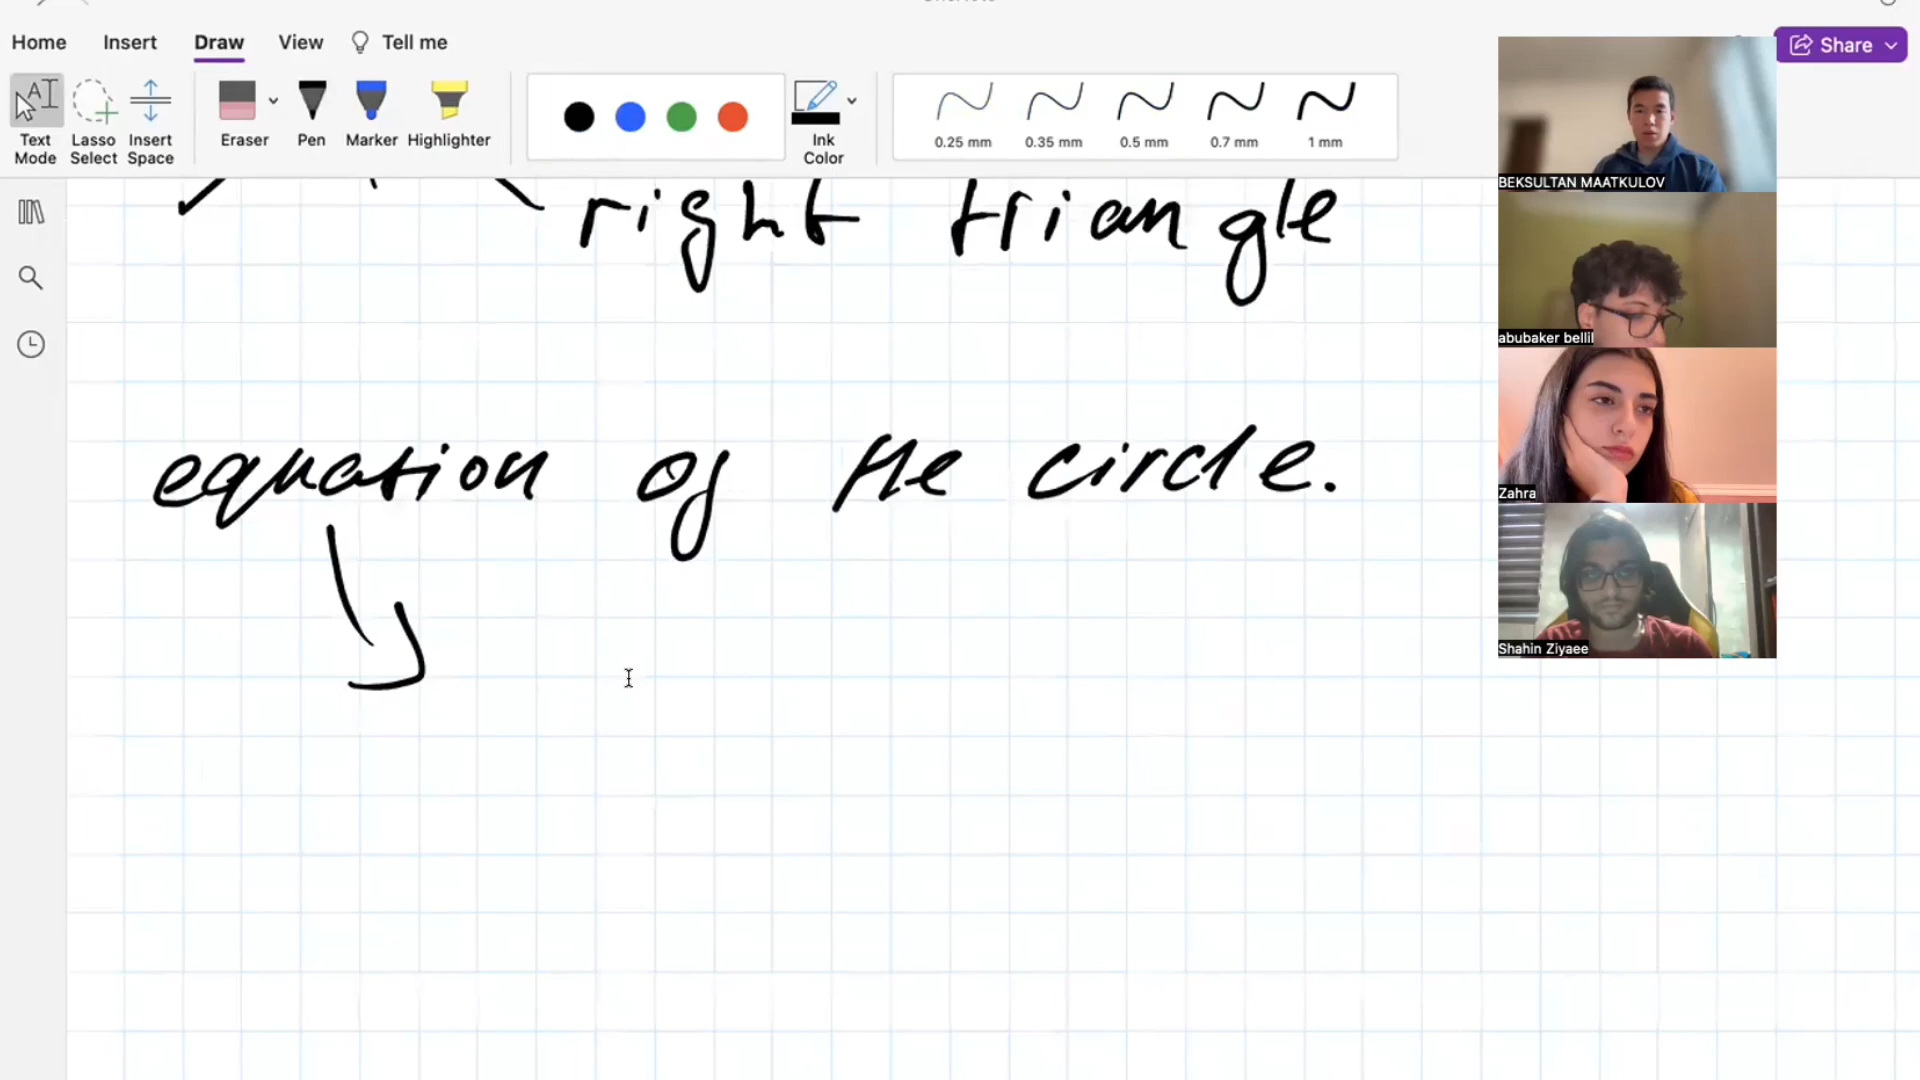 Home Insert Draw View Tell me
Share
Text Mode
Lasso Select
Insert Space
Eraser
Pen
Marker
Highlighter
Ink Color
0.25 mm
0.35 mm
0.5 mm
0.7 mm
1 mm
BEKSULTAN MAATKULOV
abubaker bellil
Zahra
Shahin Ziyaee
right triangle
equation of the circle.